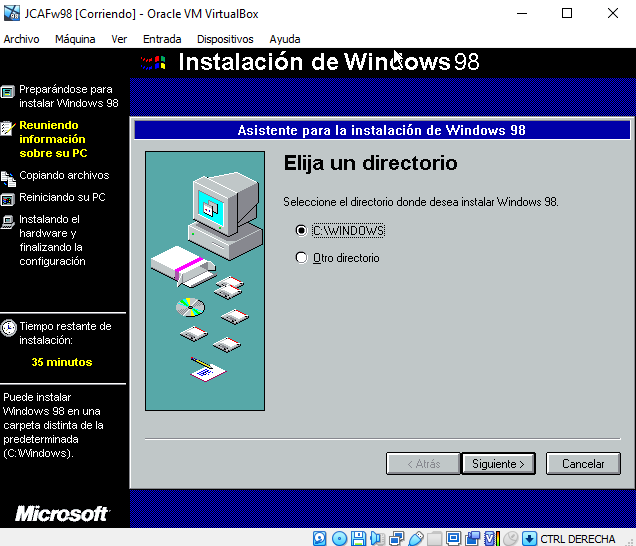 JCAFw98 [Corriendo] - Oracle VM VirtualBox
Archivo Máquina Ver Entrada Dispositivos Ayuda
Instalación de Windows 98
Preparándose para
instalar Windows 98
Reuniendo
información
sobre su PC
Copiando archivos
Reiniciando su PC
Instalando el
hardware y
finalizando la
configuración
Tiempo restante de
instalación:
35 minutos
Puede instalar
Windows 98 en una
carpeta distinta de la
predeterminada
(C:Windows).
Microsoft
Asistente para la instalación de Windows 98
Elija un directorio
Seleccione el directorio donde desea instalar Windows 98.
C:\WINDOWS
Otro directorio
< Atrás Siguiente > Cancelar
CTRL DERECHA